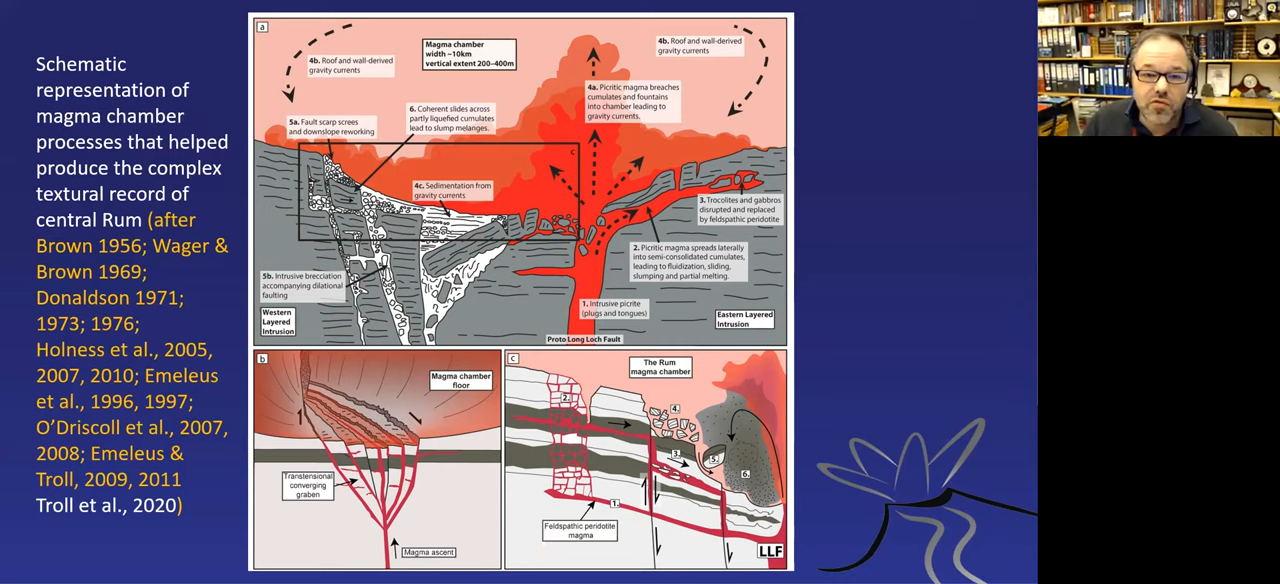 Schematic
representation of
magma chamber
processes that helped
produce the complex
textural record of
central Rum (after
Brown 1956; Wager &
Brown 1969;
Donaldson 1971;
1973; 1976;
Holness et al., 2005,
2007, 2010; Emeleus
et al., 1996, 1997;
O'Driscoll et al., 2007,
2008; Emeleus &
Troll, 2009, 2011
Troll et al., 2020)
a
4b. Roof and wall-derived
gravity currents
Magma chamber
width ~10km
vertical extent 200–400m
4b. Roof and wall-derived
gravity currents
4a. Picritic magma breaches
cumulates and fountains
into chamber leading to
gravity currents.
6. Coherent slides across
partly liquefied cumulates
lead to slump melanges.
5a. Fault scarp screes
and downslope reworking
c
4c. Sedimentation from
gravity currents
3. Trocolites and gabbros
disrupted and replaced
by feldspathic peridotite
2. Picritic magma spreads laterally
into semi-consolidated cumulates,
leading to fluidization, sliding,
slumping and partial melting.
5b. Intrusive brecciation
accompanying dilational
faulting
1. Intrusive picrite
(plugs and tongues)
Western
Layered
Intrusion
Eastern Layered
Intrusion
Proto Long Loch Fault
b
Magma chamber
floor
Transtensional
converging
graben
Magma ascent
c
The Rum
magma chamber
2.
4.
3.
5.
6.
1.
Feldspathic peridotite
magma
LLF